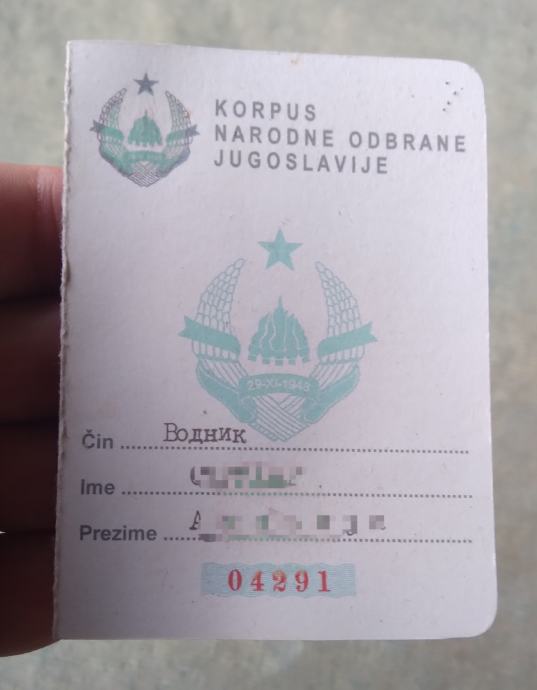 KORPUS
NARODNE ODBRANE
JUGOSLAVIJE
29-XI-1943
Čin Водник
Ime
Prezime
04291